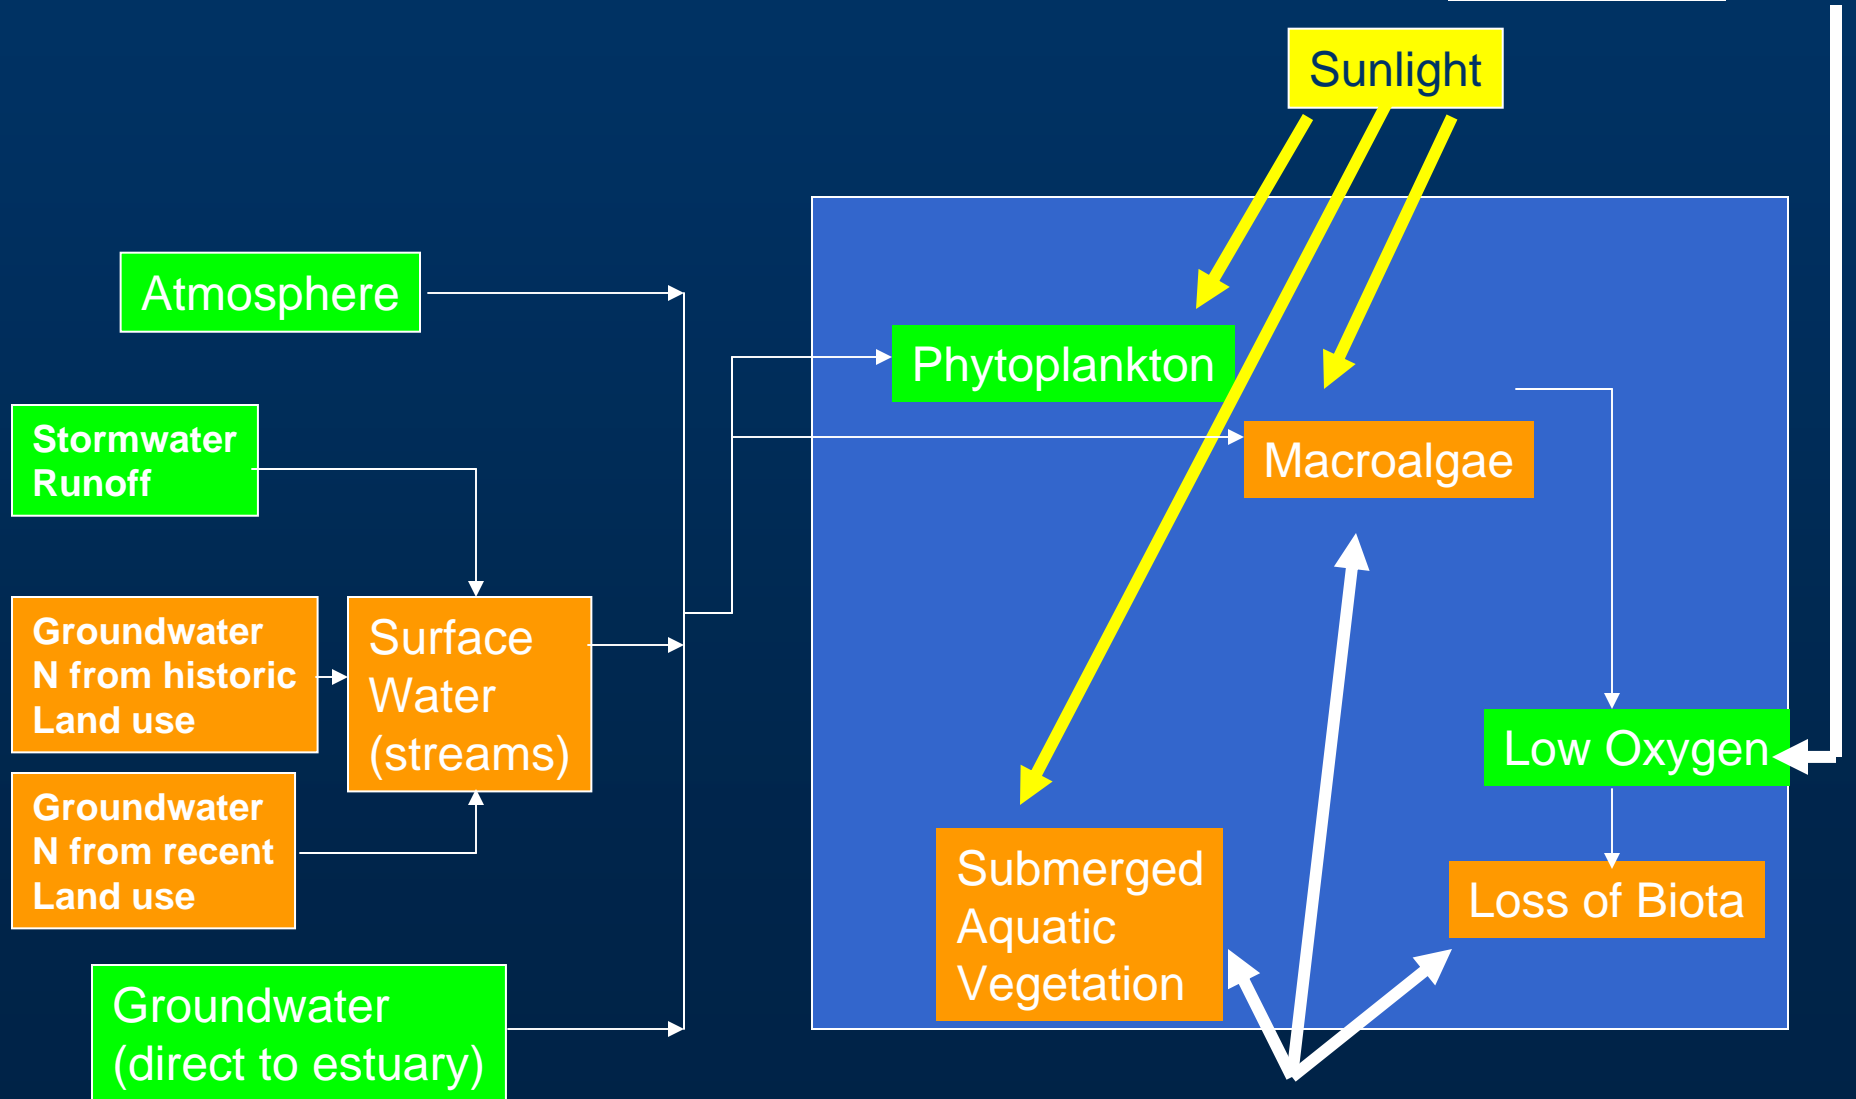 Sunlight
Atmosphere
Phytoplankton
Stormwater
Runoff
Macroalgae
Groundwater
N from historic
Land use
Surface
Water
(streams)
Low Oxygen
Groundwater
N from recent
Land use
Submerged
Aquatic
Vegetation
Loss of Biota
Groundwater
(direct to estuary)